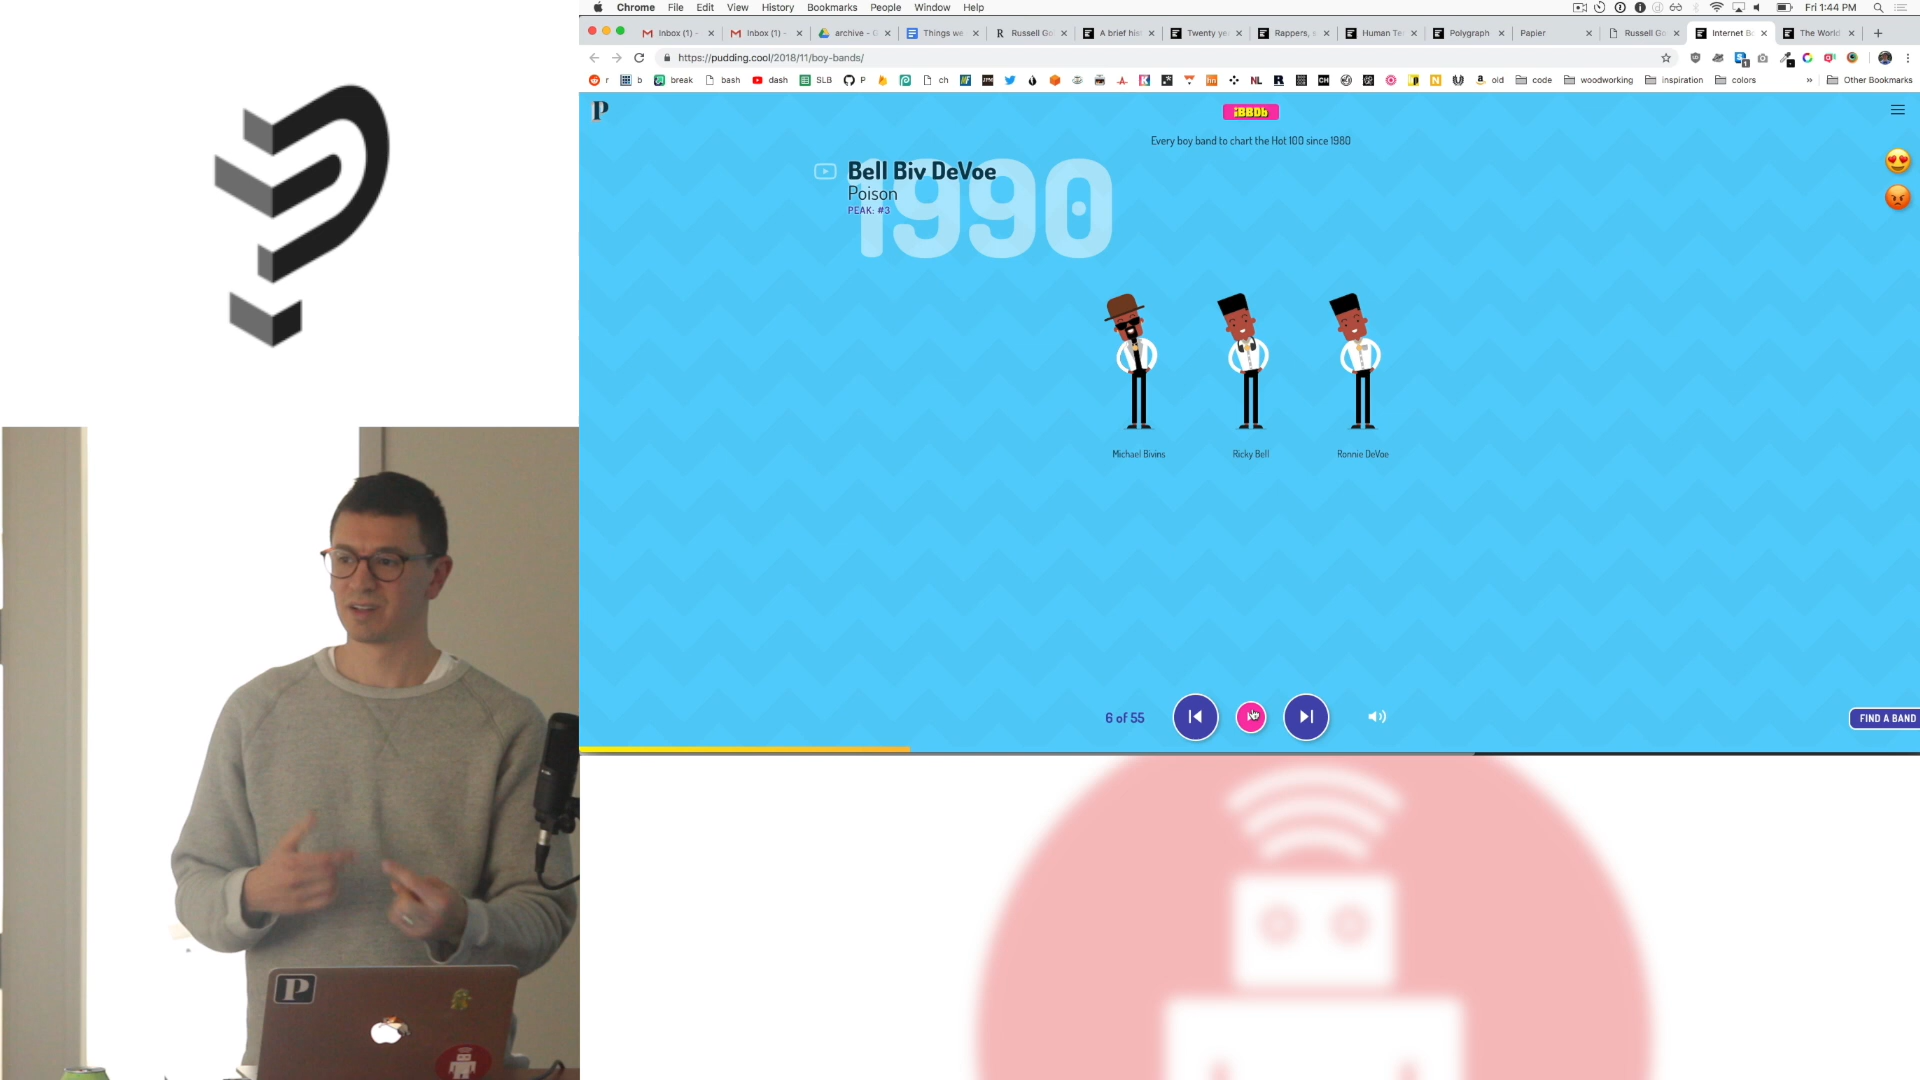 Chrome File Edit View History Bookmarks People Window Help
Fri 1:44 PM
Inbox (1) - Inbox (1) - archive - G Things we Russell Go A brief hist Twenty ye Rappers, s Human Te Polygraph Papier Russell Go Internet Bo The World
https://pudding.cool/2018/11/boy-bands/
r b break bash dash SLB P ch NL R CH N oid code woodworking inspiration colors » Other Bookmarks
P
iBBDb
Every boy band to chart the Hot 100 since 1980
1990
Bell Biv DeVoe
Poison
PEAK: #3
Michael Bivins Ricky Bell Ronnie DeVoe
6 of 55
FIND A BAND
P